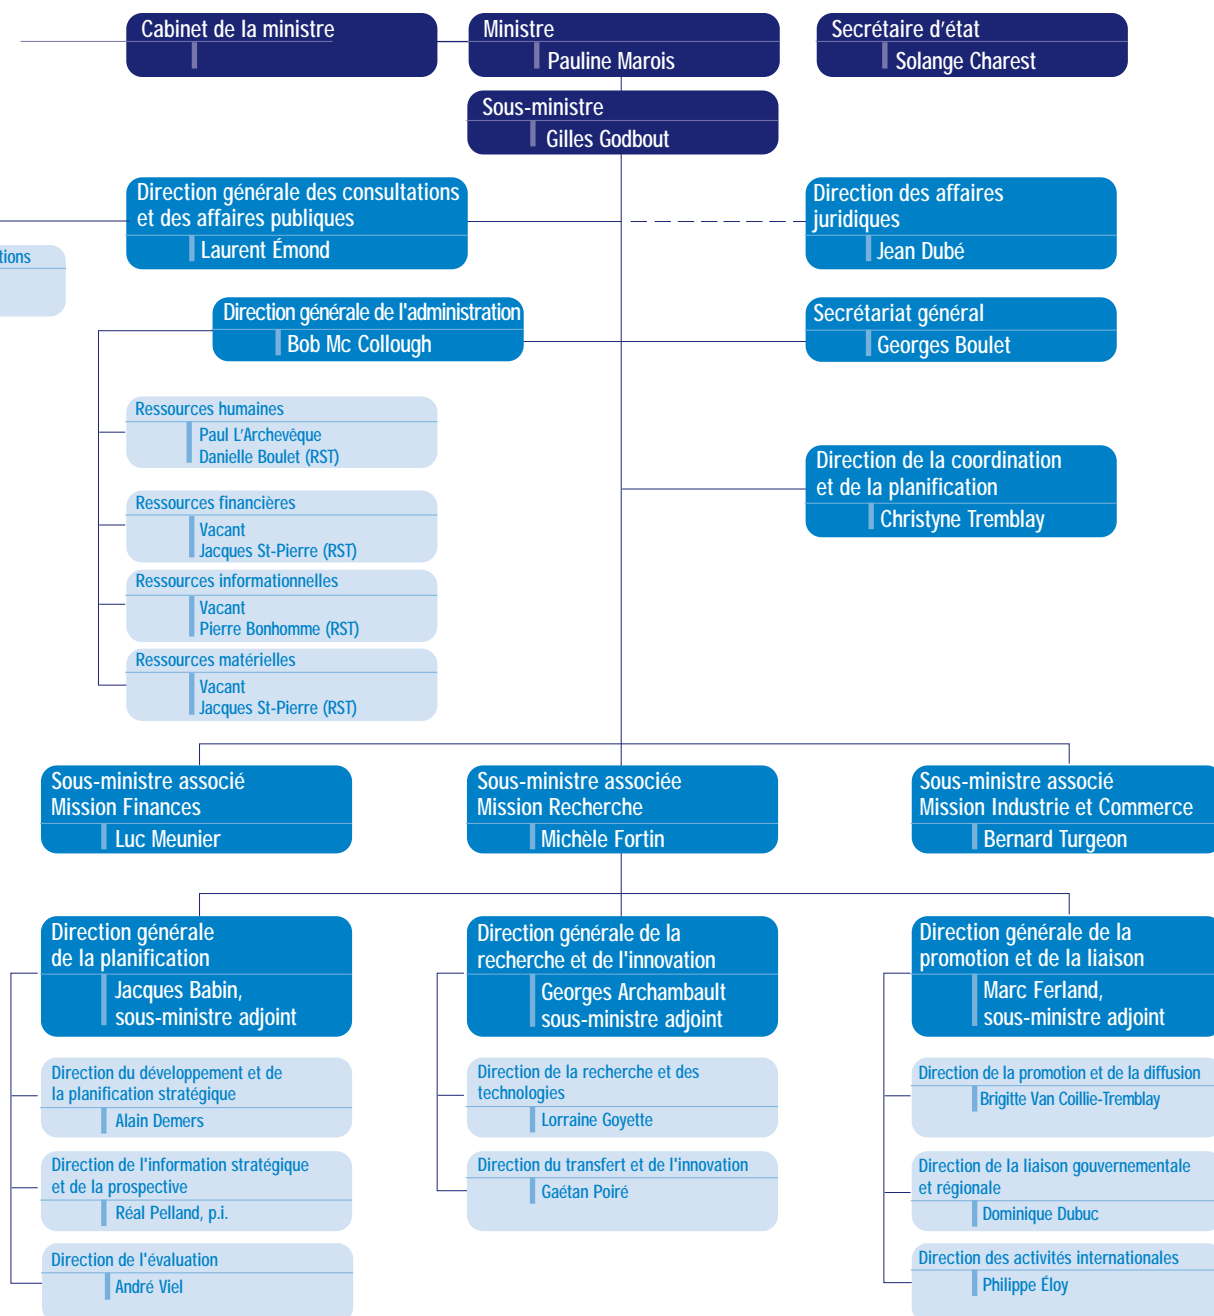 Cabinet de la ministre
Ministre
Pauline Marois
Secrétaire d'état
Solange Charest
Sous-ministre
Gilles Godbout
Direction générale des consultations
et des affaires publiques
Laurent Émond
Direction des affaires
juridiques
Jean Dubé
tions
Direction générale de l'administration
Bob Mc Collough
Secrétariat général
Georges Boulet
Ressources humaines
Paul L'Archevêque
Danielle Boulet (RST)
Direction de la coordination
et de la planification
Christyne Tremblay
Ressources financières
Vacant
Jacques St-Pierre (RST)
Ressources informationnelles
Vacant
Pierre Bonhomme (RST)
Ressources matérielles
Vacant
Jacques St-Pierre (RST)
Sous-ministre associé
Mission Finances
Luc Meunier
Sous-ministre associée
Mission Recherche
Michèle Fortin
Sous-ministre associé
Mission Industrie et Commerce
Bernard Turgeon
Direction générale
de la planification
Jacques Babin,
sous-ministre adjoint
Direction générale de la
recherche et de l'innovation
Georges Archambault
sous-ministre adjoint
Direction générale de la
promotion et de la liaison
Marc Ferland,
sous-ministre adjoint
Direction du développement et de
la planification stratégique
Alain Demers
Direction de la recherche et des
technologies
Lorraine Goyette
Direction de la promotion et de la diffusion
Brigitte Van Coillie-Tremblay
Direction de l'information stratégique
et de la prospective
Réal Pelland, p.i.
Direction du transfert et de l'innovation
Gaétan Poiré
Direction de la liaison gouvernementale
et régionale
Dominique Dubuc
Direction de l'évaluation
André Viel
Direction des activités internationales
Philippe Éloy